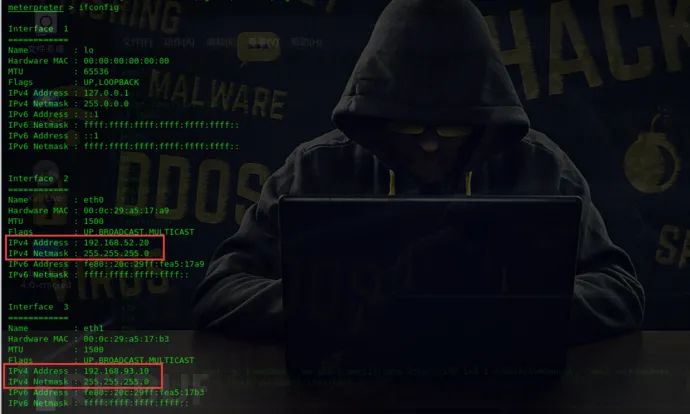 meterpreter > ifconfig
Interface 1
============
Name : lo
Hardware MAC : 00:00:00:00:00:00
MTU : 65536
Flags : UP,LOOPBACK
IPv4 Address : 127.0.0.1
IPv4 Netmask : 255.0.0.0
IPv6 Address : ::1
IPv6 Netmask : ffff:ffff:ffff:ffff:ffff:ffff::
IPv6 Address : ::1
IPv6 Netmask : ffff:ffff:ffff:ffff:ffff:ffff::
Interface 2
============
Name : eth0
Hardware MAC : 00:0c:29:a5:17:a9
MTU : 1500
Flags : UP,BROADCAST,MULTICAST
IPv4 Address : 192.168.52.20
IPv4 Netmask : 255.255.255.0
IPv6 Address : fe80::20c:29ff:fea5:17a9
IPv6 Netmask : ffff:ffff:ffff:ffff::
Interface 3
============
Name : eth1
Hardware MAC : 00:0c:29:a5:17:b3
MTU : 1500
Flags : UP,BROADCAST,MULTICAST
IPv4 Address : 192.168.93.10
IPv4 Netmask : 255.255.255.0
IPv6 Address : fe80::20c:29ff:fea5:17b3
IPv6 Netmask : ffff:ffff:ffff:ffff::
HACK
MALWARE
DDOS
VIRUS